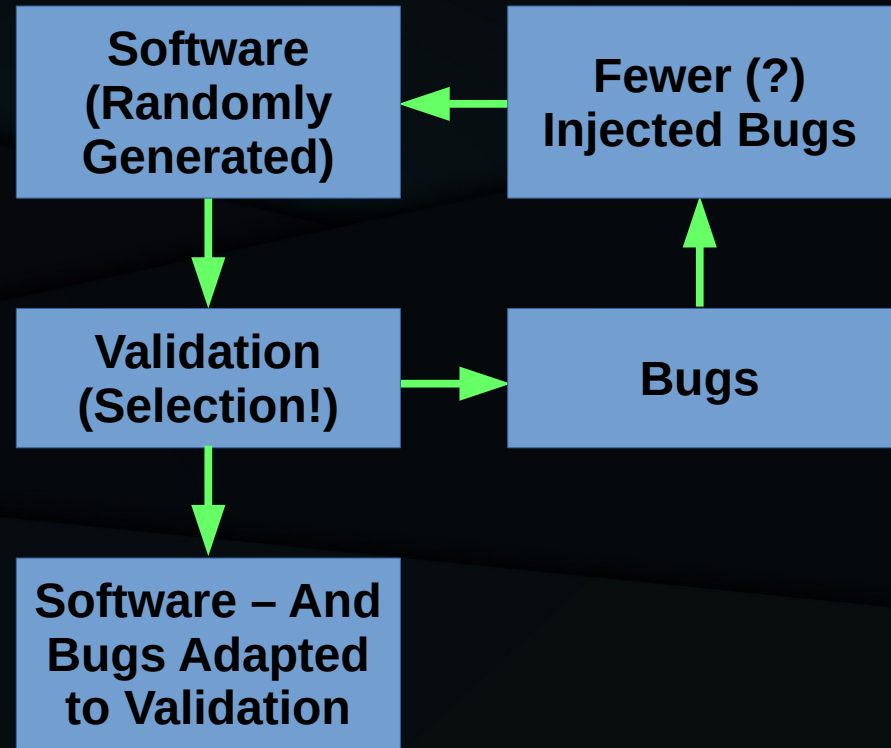 Software
(Randomly
Generated)
Fewer (?)
Injected Bugs
Validation
(Selection!)
Bugs
Software – And
Bugs Adapted
to Validation